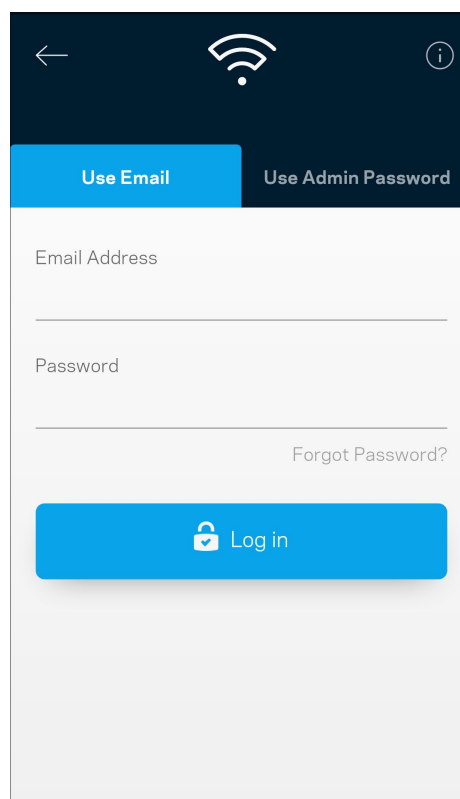 Use Email
Use Admin Password
Email Address
Password
Forgot Password?
Log in